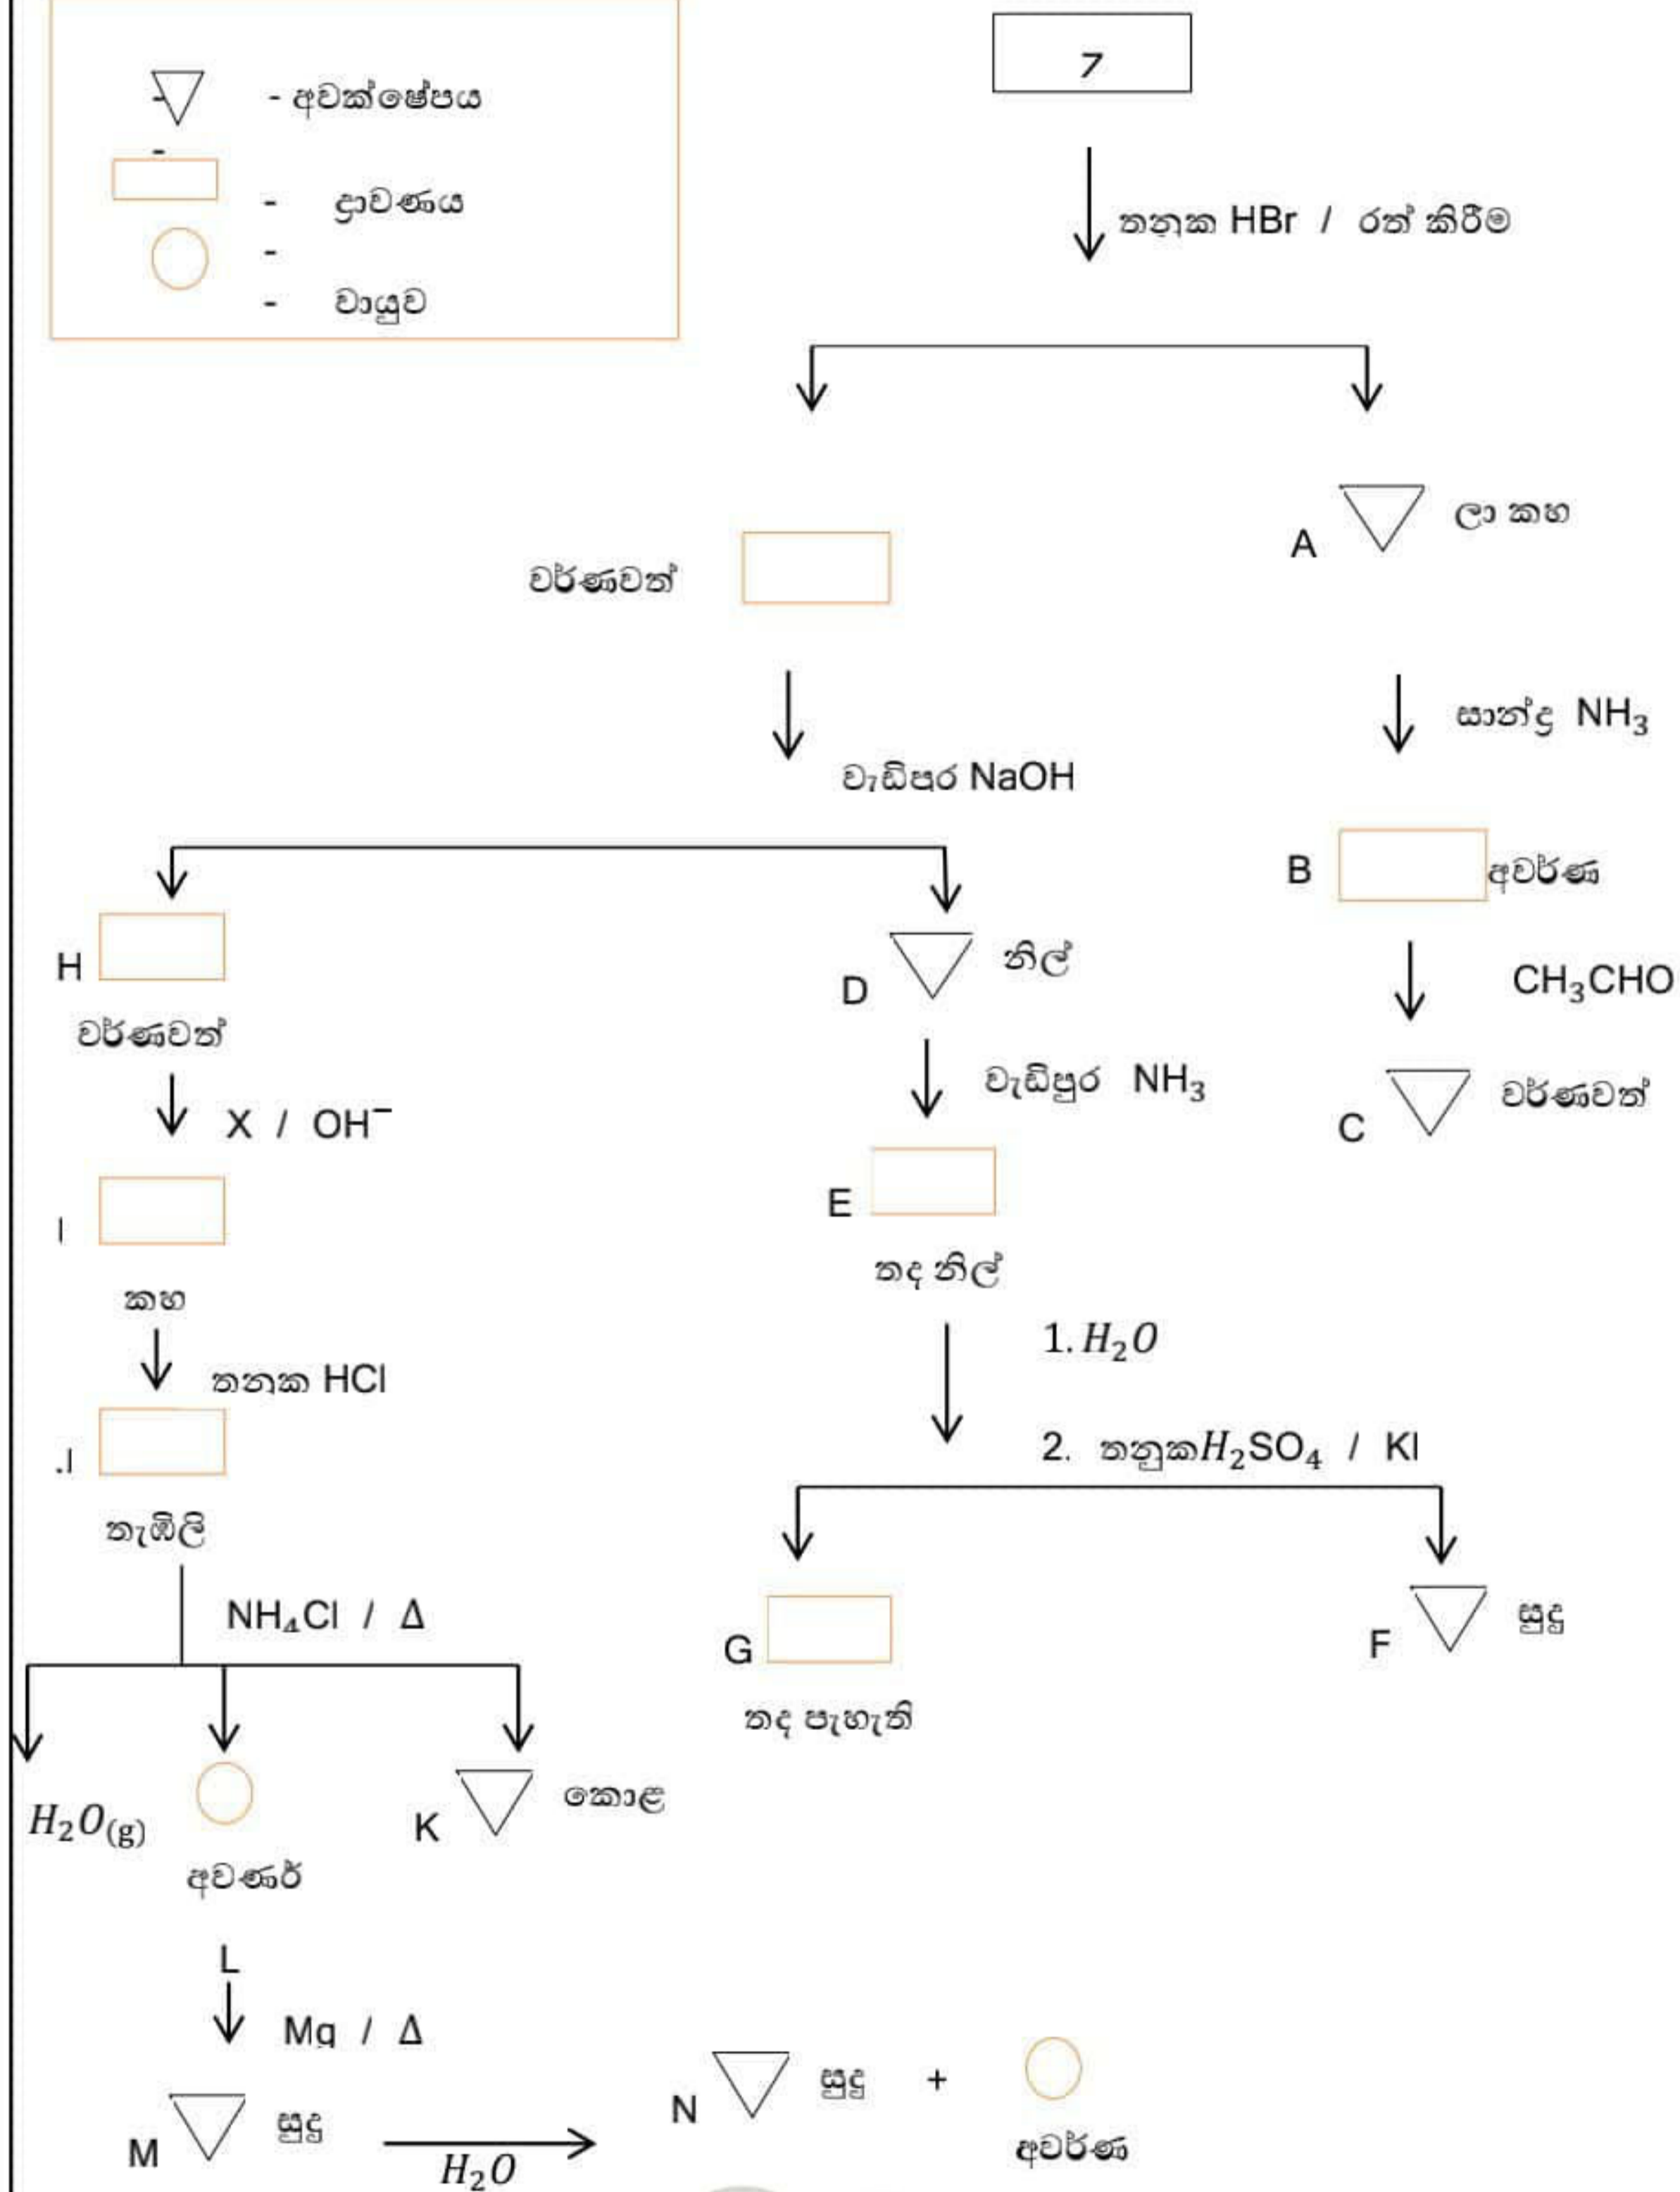 - අවක්ෂේපය
-
- ද්‍රාවණය
-
- වායුව
7
තනුක HBr / රත් කිරීම
A
ලා කහ
වර්ණවත්
සාන්ද්‍ර NH₃
වැඩිපුර NaOH
B
අවර්ණ
H
වර්ණවත්
D
නිල්
CH₃CHO
වැඩිපුර NH₃
C
වර්ණවත්
X / OH⁻
E
තද නිල්
I
කහ
1. H₂O
තනුක HCl
2. තනුක H₂SO₄ / KI
.I
තැඹිලි
NH₄Cl / Δ
G
තද පැහැති
F
සුදු
H₂O(g)
අවණර්
K
කොළ
L
Mg / Δ
M
සුදු
H₂O
N
සුදු
+
අවර්ණ